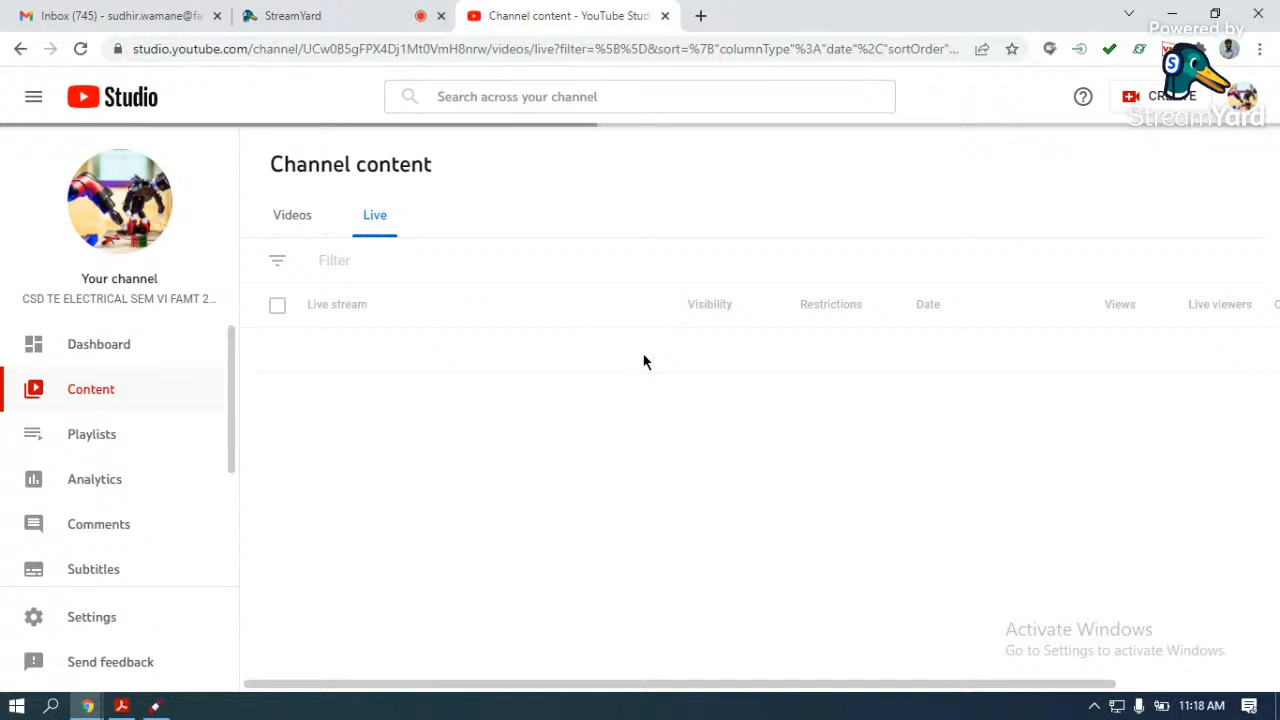 Inbox (745) - sudhir.wamane@fa
StreamYard
Channel content - YouTube Stud
studio.youtube.com/channel/UCw0B5gFPX4Dj1Mt0VmH8srw/videos/live?filter=%5B%5D&sort=%7B"columnType"%3A"date"%2C"sortOrder"...
Powered by
StreamYard
Studio
Search across your channel
Channel content
Videos
Live
Filter
Live stream
Visibility
Restrictions
Date
Views
Live viewers
Your channel
CSD TE ELECTRICAL SEM VI FAMT 2...
Dashboard
Content
Playlists
Analytics
Comments
Subtitles
Settings
Send feedback
Activate Windows
Go to Settings to activate Windows.
11:18 AM